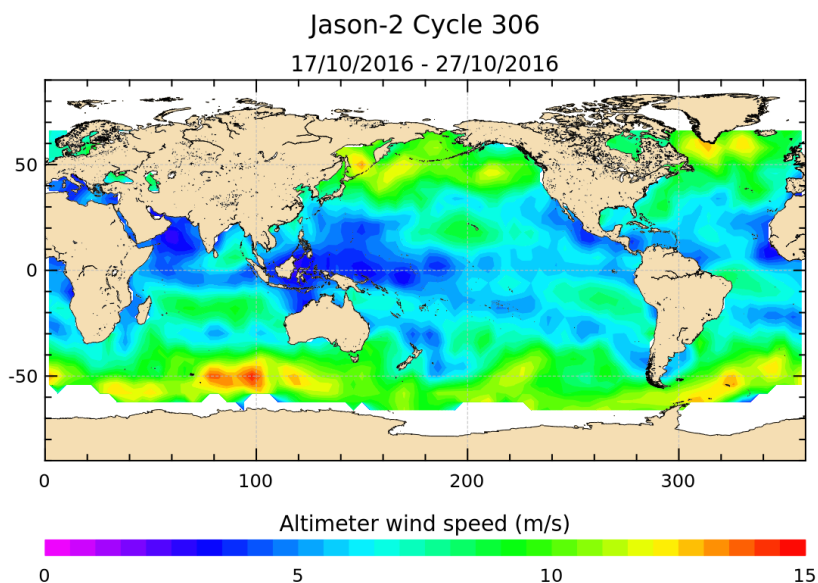 Jason-2 Cycle 306
17/10/2016 - 27/10/2016
50
0
-50
0 100 200 300
Altimeter wind speed (m/s)
0 5 10 15